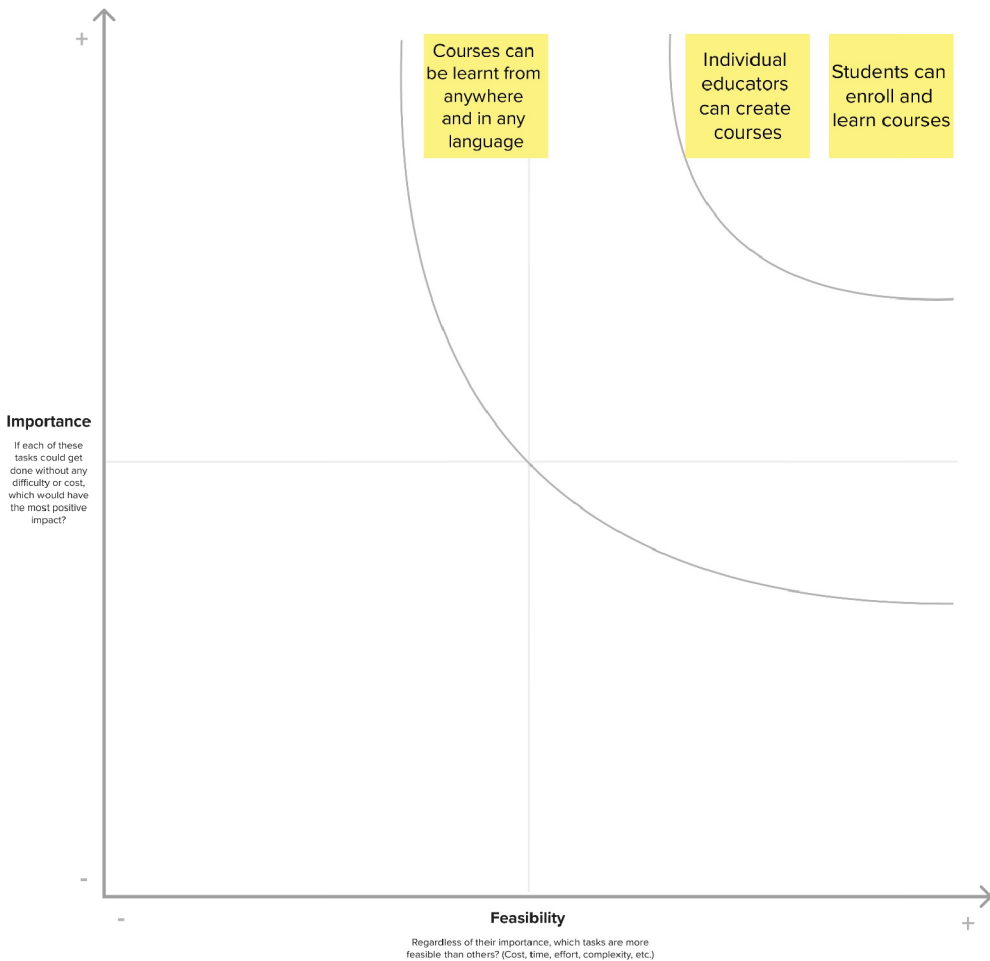 +
Courses can
be learnt from
anywhere
and in any
language
Individual
educators
can create
courses
Students can
enroll and
learn courses
Importance
If each of these
tasks could get
done without any
difficulty or cost,
which would have
the most positive
impact?
-
-
Feasibility
+
Regardless of their importance, which tasks are more
feasible than others? (Cost, time, effort, complexity, etc.)